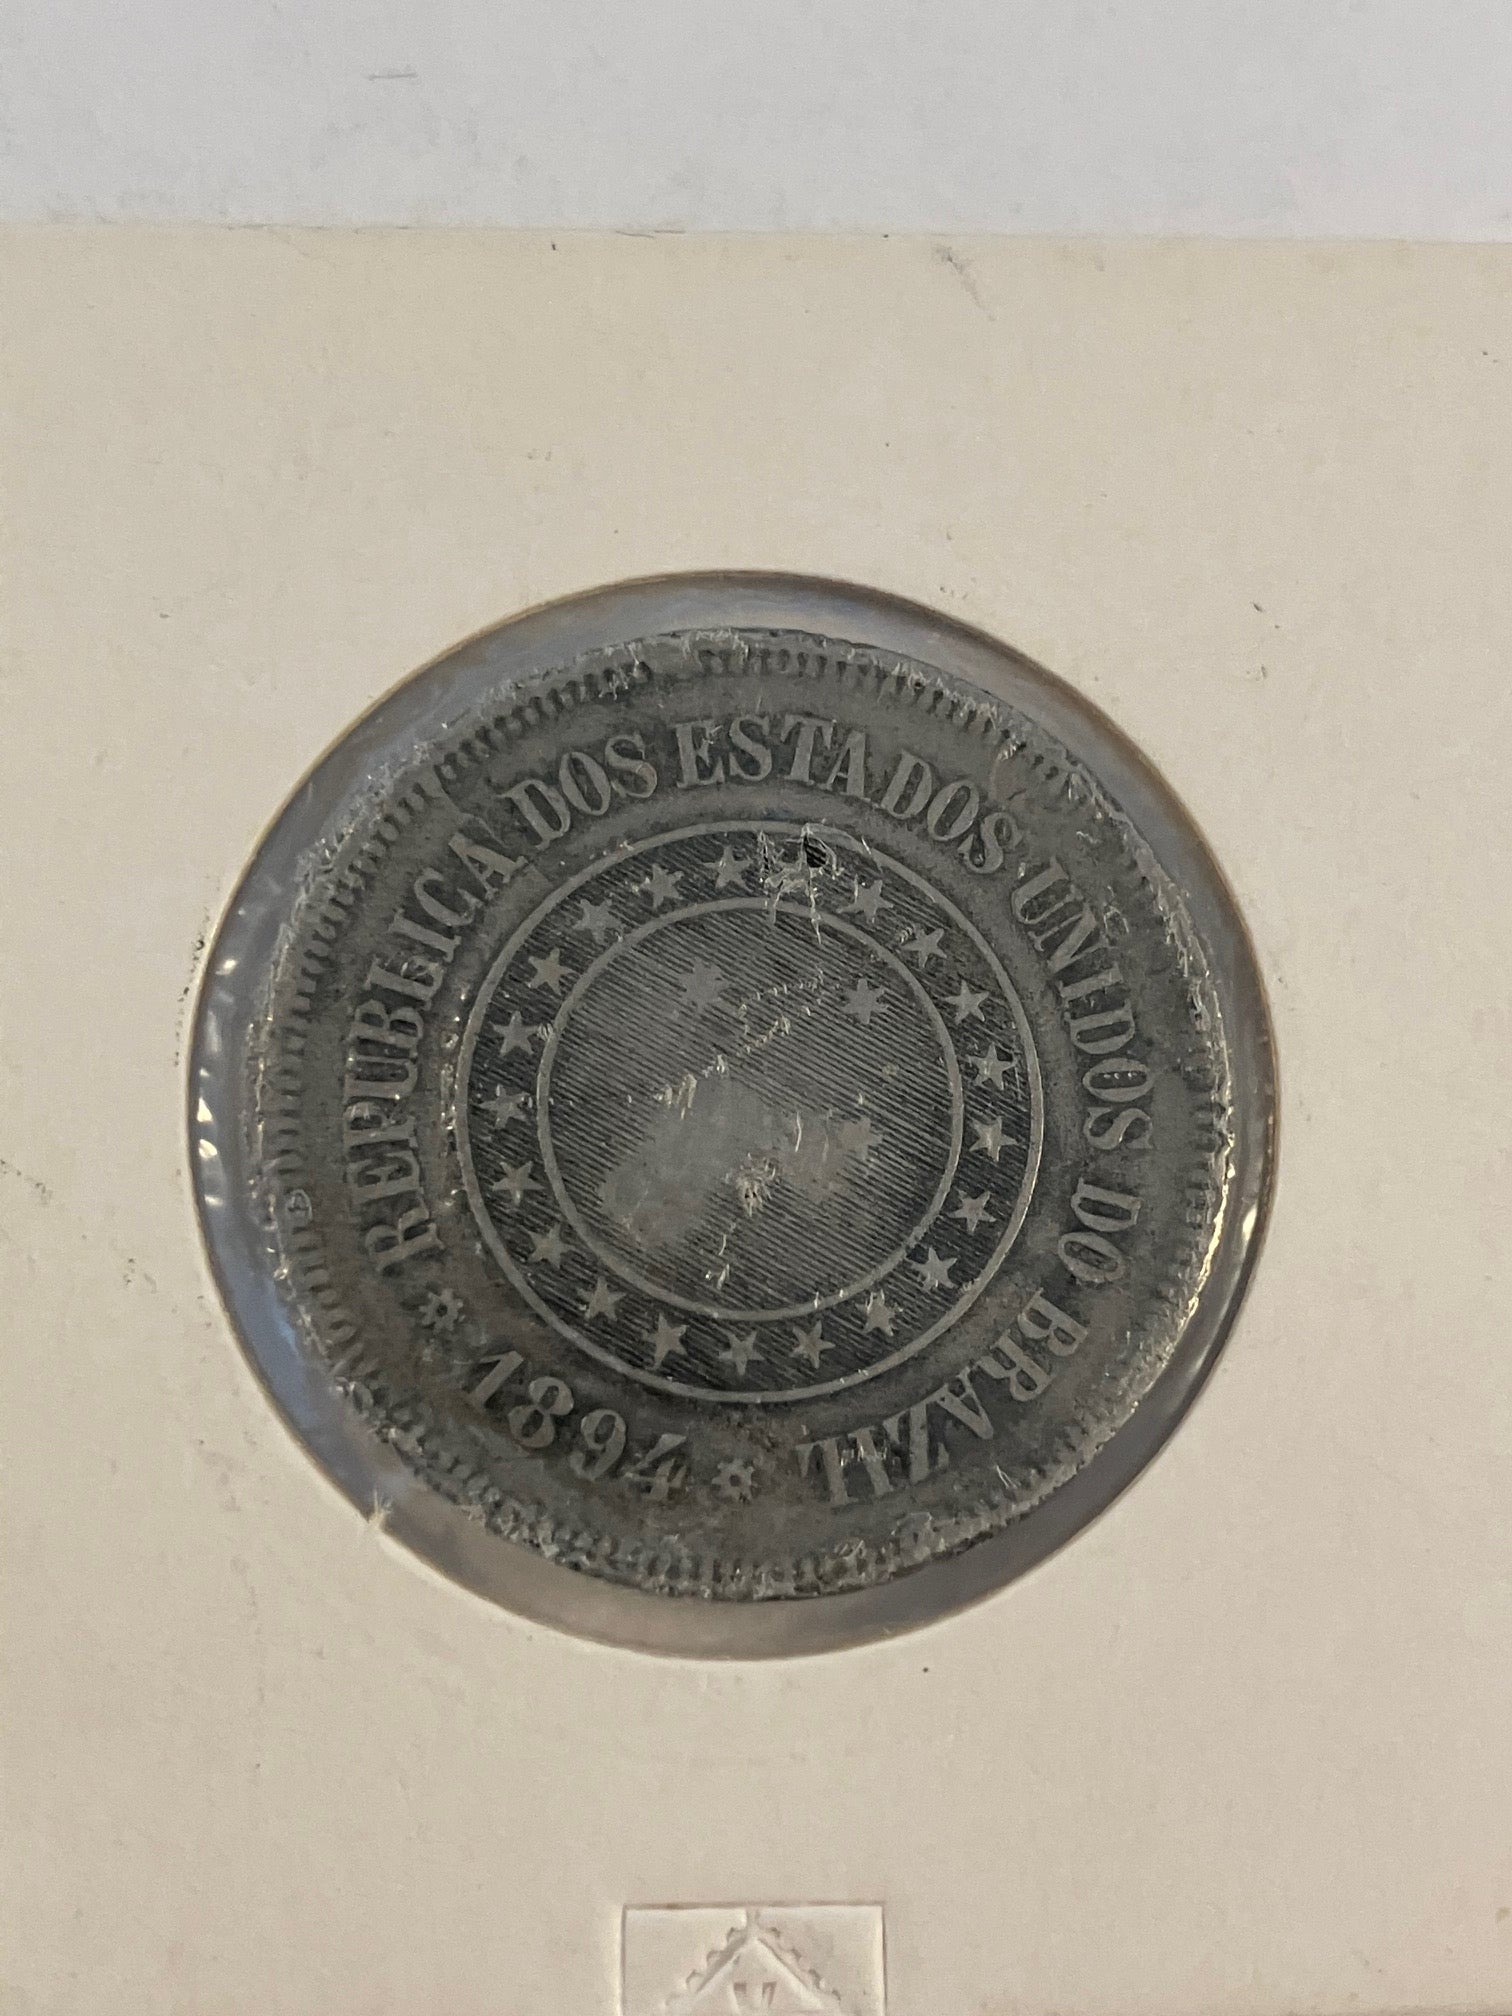 REPUBLICA DOS ESTADOS UNIDOS DO BRAZIL
1894